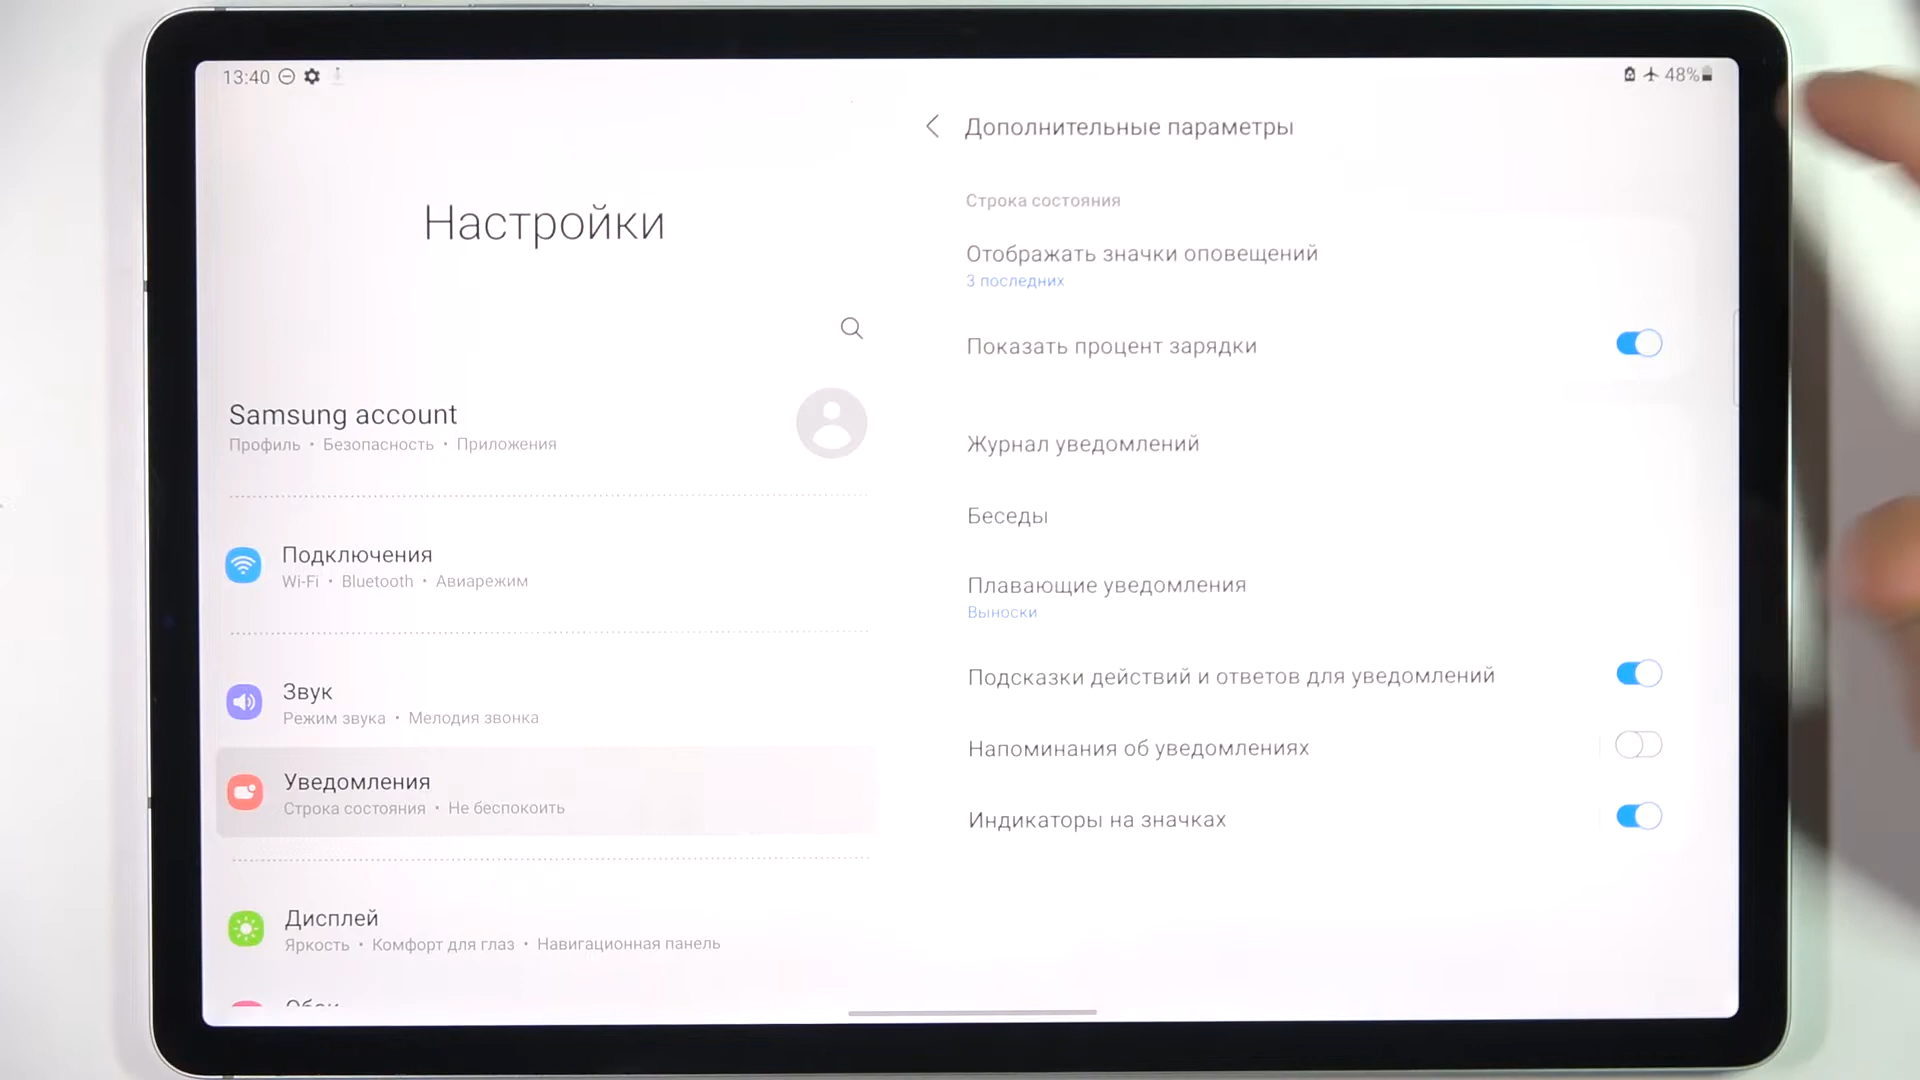 13:40
48%
Настройки
Samsung account
Профиль • Безопасность • Приложения
Подключения
Wi-Fi • Bluetooth • Авиарежим
Звук
Режим звука • Мелодия звонка
Уведомления
Строка состояния • Не беспокоить
Дисплей
Яркость • Комфорт для глаз • Навигационная панель
Обои
Дополнительные параметры
Строка состояния
Отображать значки оповещений
3 последних
Показать процент зарядки
Журнал уведомлений
Беседы
Плавающие уведомления
Выноски
Подсказки действий и ответов для уведомлений
Напоминания об уведомлениях
Индикаторы на значках